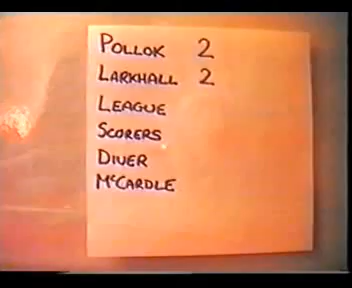 POLLOK 2
LARKHALL 2
LEAGUE
SCORERS
DIVER
McCARDLE